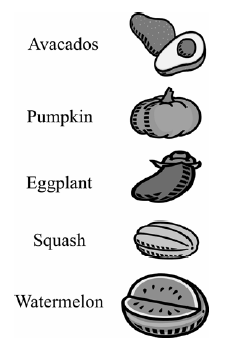 Avacados
Pumpkin
Eggplant
Squash
Watermelon